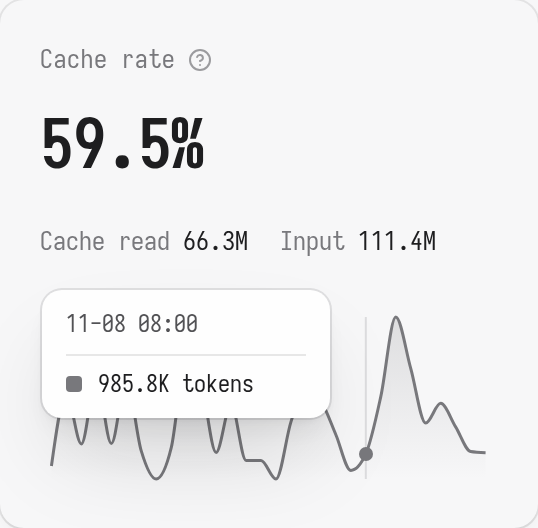 Cache rate ?
59.5%
Cache read 66.3M Input 111.4M
11-08 08:00
985.8K tokens